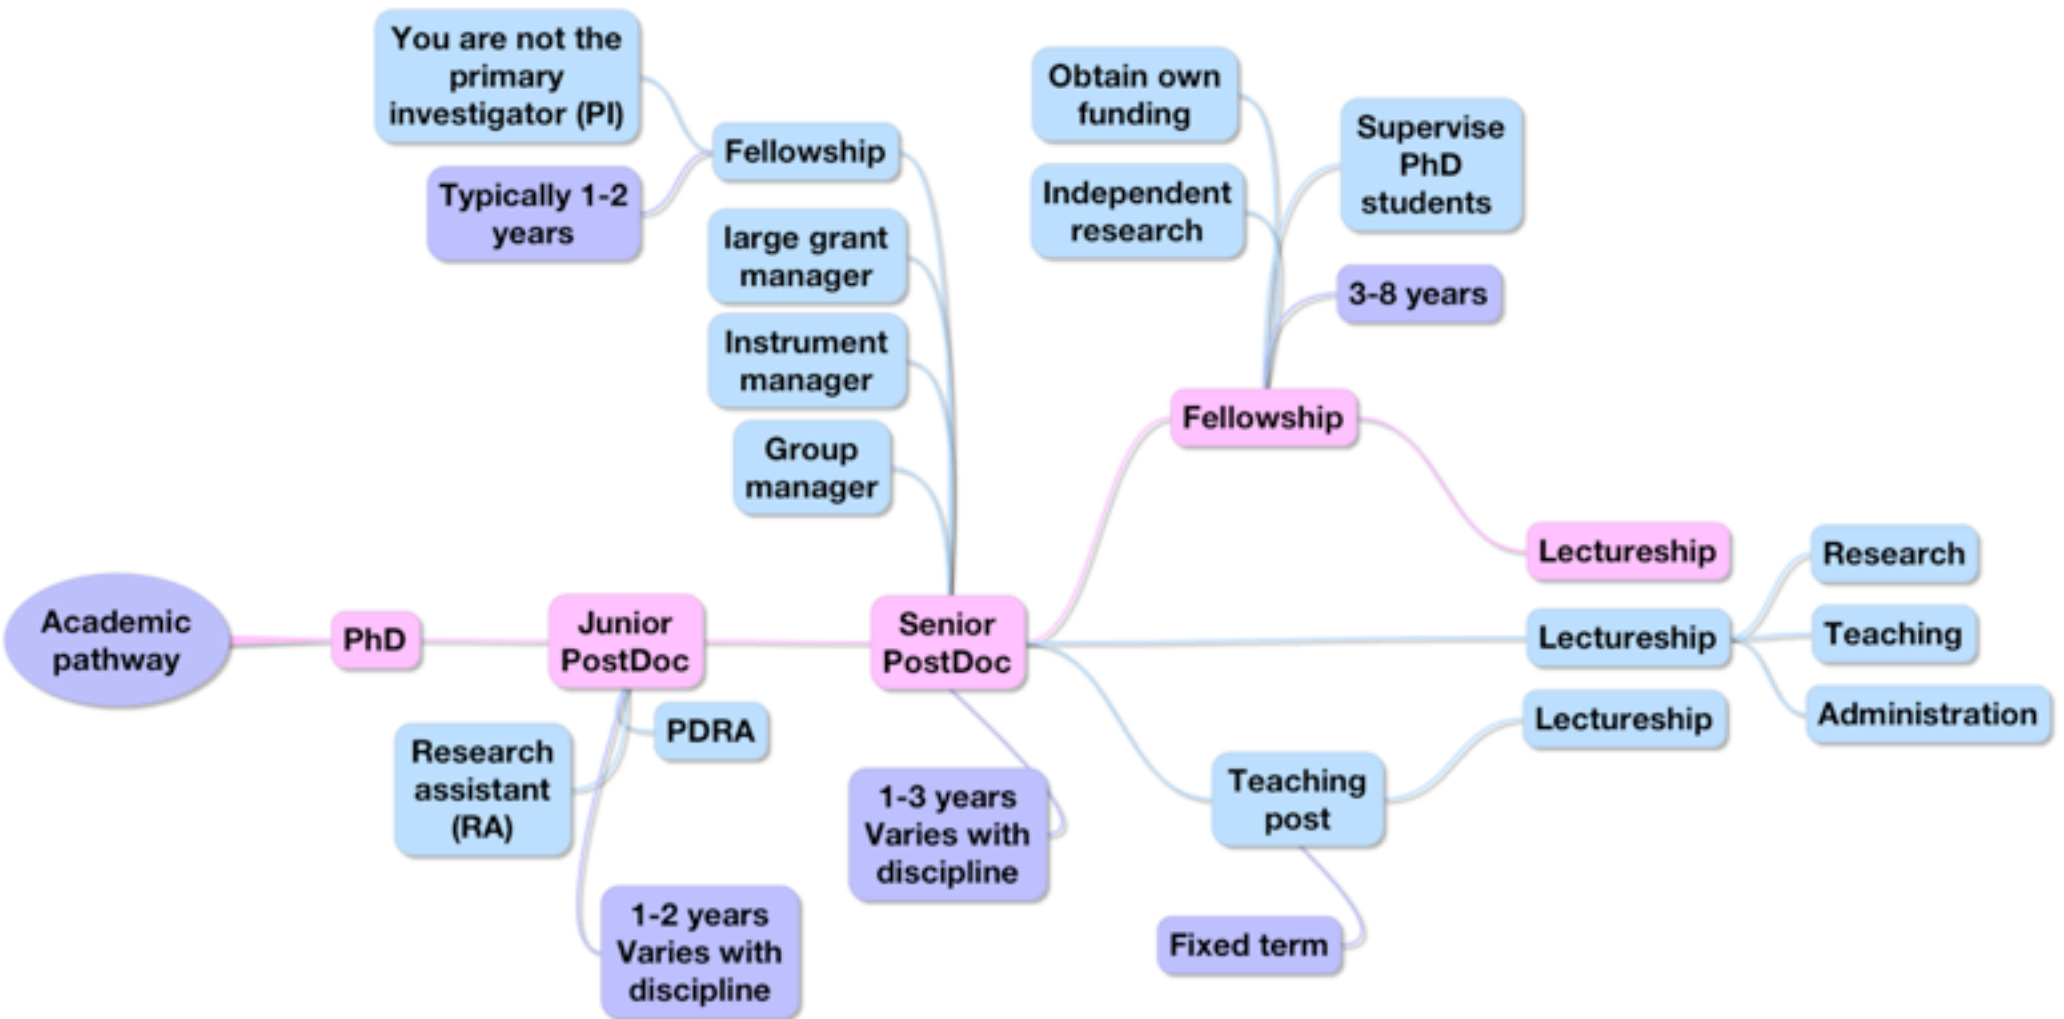 You are not the
primary
investigator (PI)
Typically 1-2
years
Fellowship
large grant
manager
Instrument
manager
Group
manager
Obtain own
funding
Independent
research
Supervise
PhD
students
3-8 years
Fellowship
Academic
pathway
PhD
Junior
PostDoc
Senior
PostDoc
Lectureship
Lectureship
Lectureship
Research
Teaching
Administration
PDRA
Research
assistant
(RA)
1-2 years
Varies with
discipline
1-3 years
Varies with
discipline
Teaching
post
Fixed term